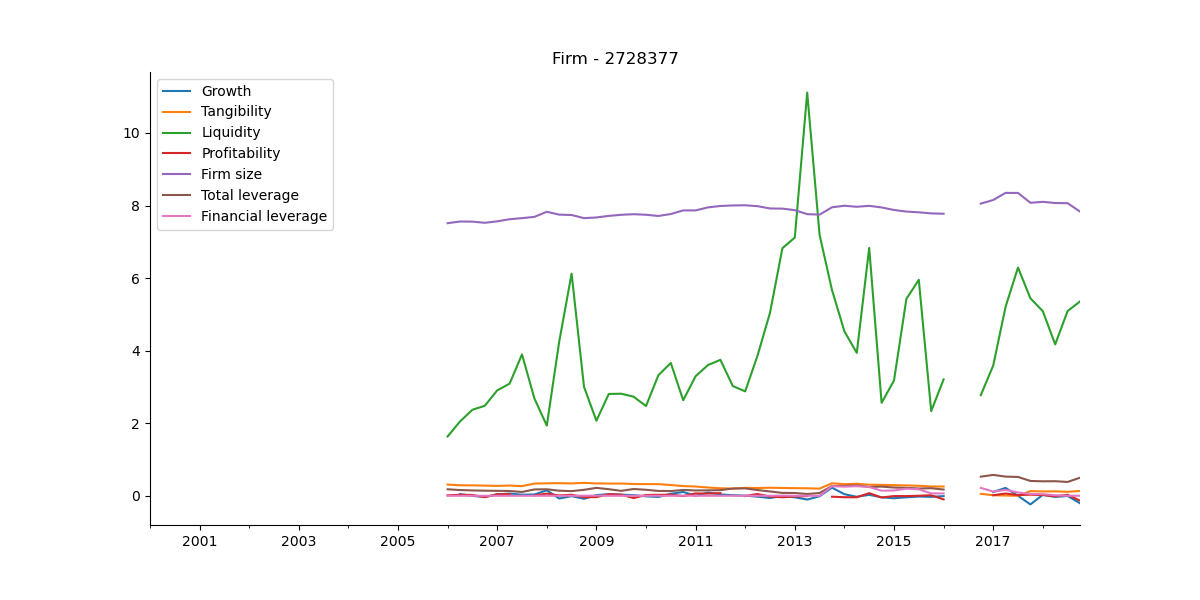 Firm - 2728377
Growth
Tangibility
Liquidity
Profitability
Firm size
Total leverage
Financial leverage
10
8
6
4
2
0
2001 2003 2005 2007 2009 2011 2013 2015 2017